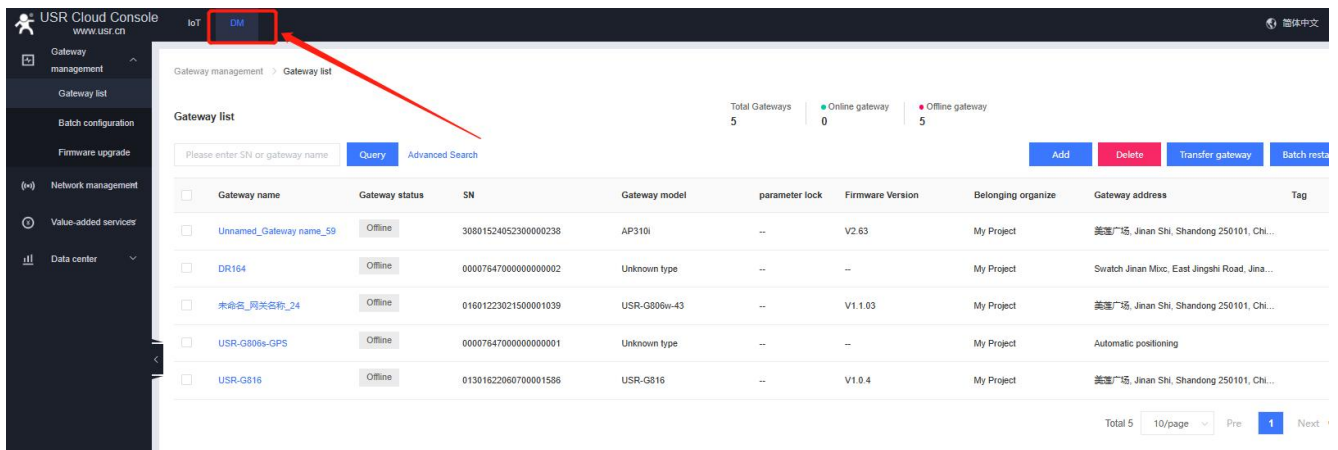 USR Cloud Console
www.usr.cn
IoT
DM
简体中文
Gateway
management
Gateway list
Batch configuration
Firmware upgrade
Network management
Value-added services
Data center
Gateway management > Gateway list
Gateway list
Total Gateways
5
Online gateway
0
Offline gateway
5
Please enter SN or gateway name
Query
Advanced Search
Add
Delete
Transfer gateway
Batch resta
Gateway name Gateway status SN Gateway model parameter lock Firmware Version Belonging organize Gateway address Tag
Unnamed_Gateway name_59 Offline 30801524052300000238 AP310i -- V2.63 My Project 美莲广场, Jinan Shi, Shandong 250101, Chi...
DR164 Offline 00007647000000000002 Unknown type -- -- My Project Swatch Jinan Mixc, East Jingshi Road, Jina...
未命名_网关名称_24 Offline 01601223021500001039 USR-G806w-43 -- V1.1.03 My Project 美莲广场, Jinan Shi, Shandong 250101, Chi...
USR-G806s-GPS Offline 00007647000000000001 Unknown type -- -- My Project Automatic positioning
USR-G816 Offline 01301622060700001586 USR-G816 -- V1.0.4 My Project 美莲广场, Jinan Shi, Shandong 250101, Chi...
Total 5 10/page Pre 1 Next